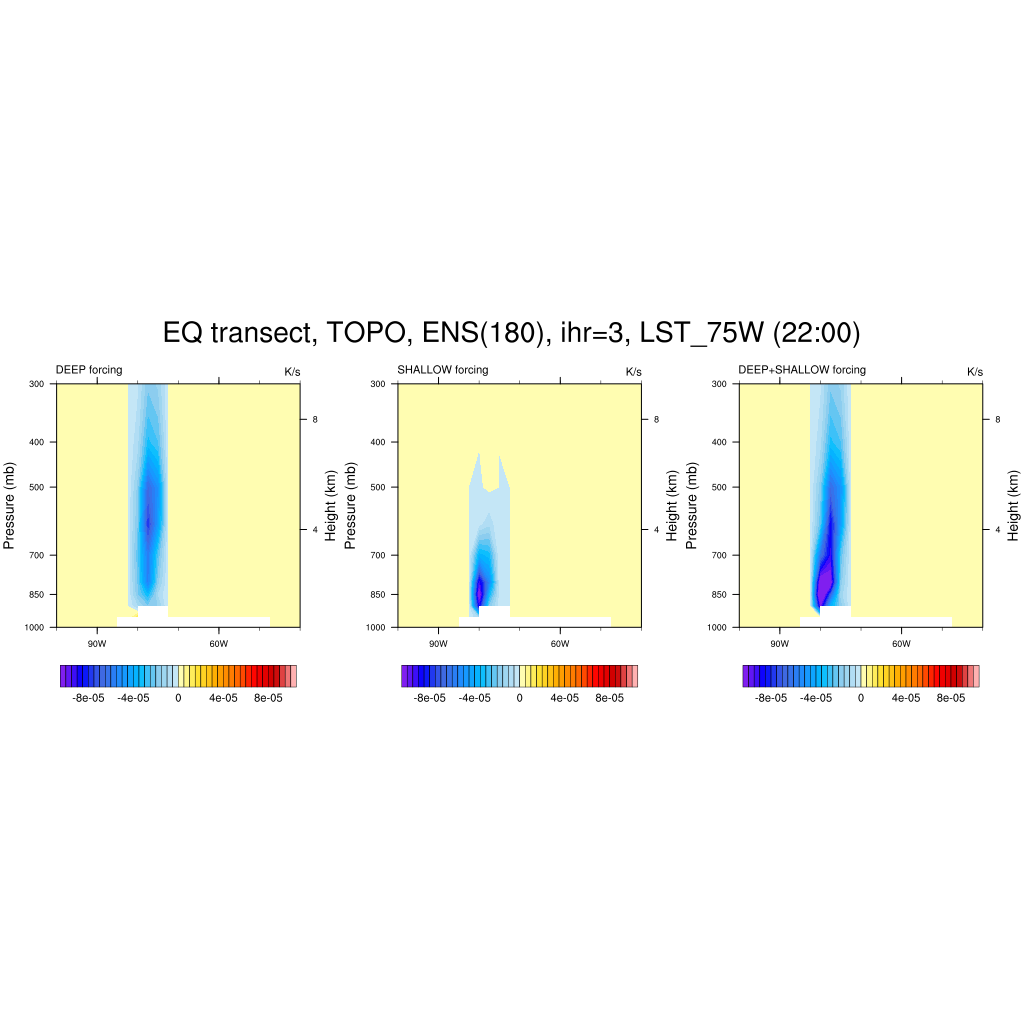 EQ transect, TOPO, ENS(180), ihr=3, LST_75W (22:00)
DEEP forcing K/s
300
400
500
700
850
1000
Pressure (mb)
8
4
Height (km)
90W 60W
-8e-05 -4e-05 0 4e-05 8e-05
SHALLOW forcing K/s
300
400
500
700
850
1000
Pressure (mb)
8
4
Height (km)
90W 60W
-8e-05 -4e-05 0 4e-05 8e-05
DEEP+SHALLOW forcing K/s
300
400
500
700
850
1000
Pressure (mb)
8
4
Height (km)
90W 60W
-8e-05 -4e-05 0 4e-05 8e-05